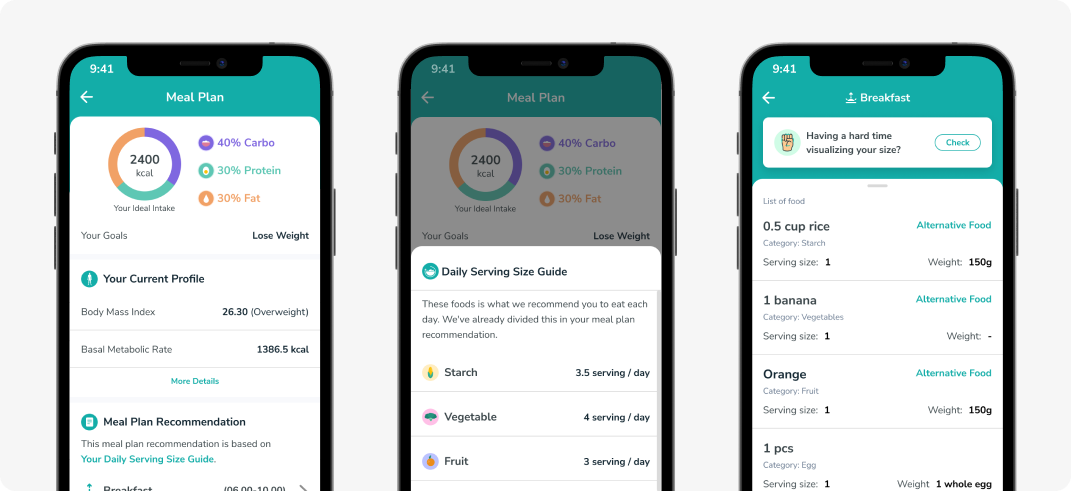 9:41
Meal Plan
2400
kcal
Your Ideal Intake
40% Carbo
30% Protein
30% Fat
Your Goals Lose Weight
Your Current Profile
Body Mass Index 26.30 (Overweight)
Basal Metabolic Rate 1386.5 kcal
More Details
Meal Plan Recommendation
This meal plan recommendation is based on
Your Daily Serving Size Guide.
Breakfast (06.00-10.00)
9:41
Meal Plan
2400
kcal
Your Ideal Intake
40% Carbo
30% Protein
30% Fat
Your Goals Lose Weight
Daily Serving Size Guide
These foods is what we recommend you to eat each
day. We've already divided this in your meal plan
recommendation.
Starch 3.5 serving / day
Vegetable 4 serving / day
Fruit 3 serving / day
9:41
Breakfast
Having a hard time
visualizing your size?
Check
List of food
0.5 cup rice Alternative Food
Category: Starch
Serving size: 1 Weight: 150g
1 banana Alternative Food
Category: Vegetables
Serving size: 1 Weight: -
Orange Alternative Food
Category: Fruit
Serving size: 1 Weight: 150g
1 pcs
Category: Egg
Serving size: 1 Weight 1 whole egg